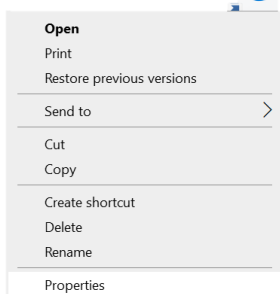 Open
Print
Restore previous versions
Send to
Cut
Copy
Create shortcut
Delete
Rename
Properties